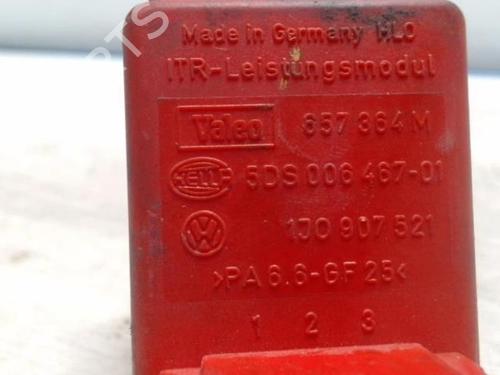 Made in Germany HLO
ITR-Leistungsmodul
Valeo 657 364 M
HELLA 5DS 006 467-01
VW 1J0 907 521
>PA 6.6-GF 25<
1 2 3